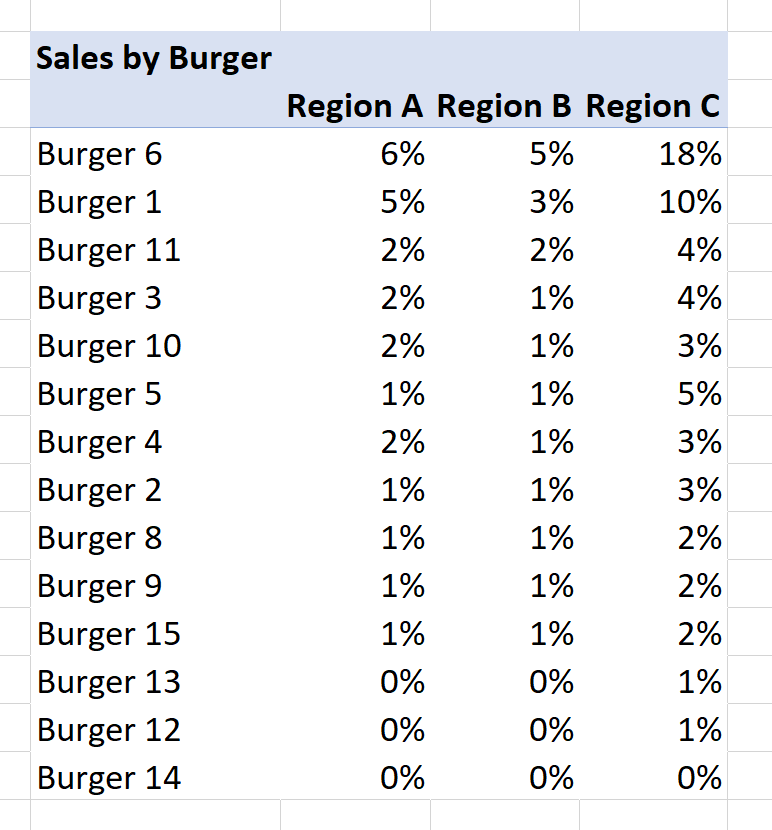 Sales by Burger
Region A Region B Region C
Burger 6 6% 5% 18%
Burger 1 5% 3% 10%
Burger 11 2% 2% 4%
Burger 3 2% 1% 4%
Burger 10 2% 1% 3%
Burger 5 1% 1% 5%
Burger 4 2% 1% 3%
Burger 2 1% 1% 3%
Burger 8 1% 1% 2%
Burger 9 1% 1% 2%
Burger 15 1% 1% 2%
Burger 13 0% 0% 1%
Burger 12 0% 0% 1%
Burger 14 0% 0% 0%